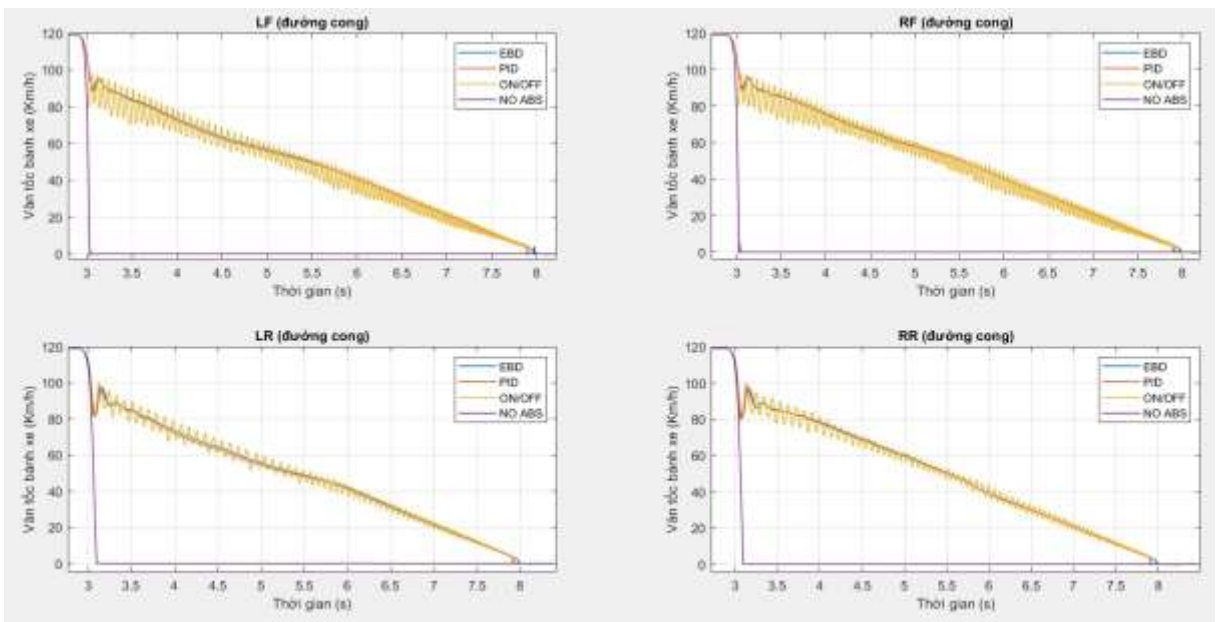 LF (đường cong)
Vận tốc bánh xe (Km/h)
120
100
80
60
40
20
0
3 3.5 4 4.5 5 5.5 6 6.5 7 7.5 8
Thời gian (s)
EBD
PID
ON/OFF
NO ABS
RF (đường cong)
Vận tốc bánh xe (Km/h)
120
100
80
60
40
20
0
3 3.5 4 4.5 5 5.5 6 6.5 7 7.5 8
Thời gian (s)
EBD
PID
ON/OFF
NO ABS
LR (đường cong)
Vận tốc bánh xe (Km/h)
120
100
80
60
40
20
0
3 3.5 4 4.5 5 5.5 6 6.5 7 7.5 8
Thời gian (s)
EBD
PID
ON/OFF
NO ABS
RR (đường cong)
Vận tốc bánh xe (Km/h)
120
100
80
60
40
20
0
3 3.5 4 4.5 5 5.5 6 6.5 7 7.5 8
Thời gian (s)
EBD
PID
ON/OFF
NO ABS